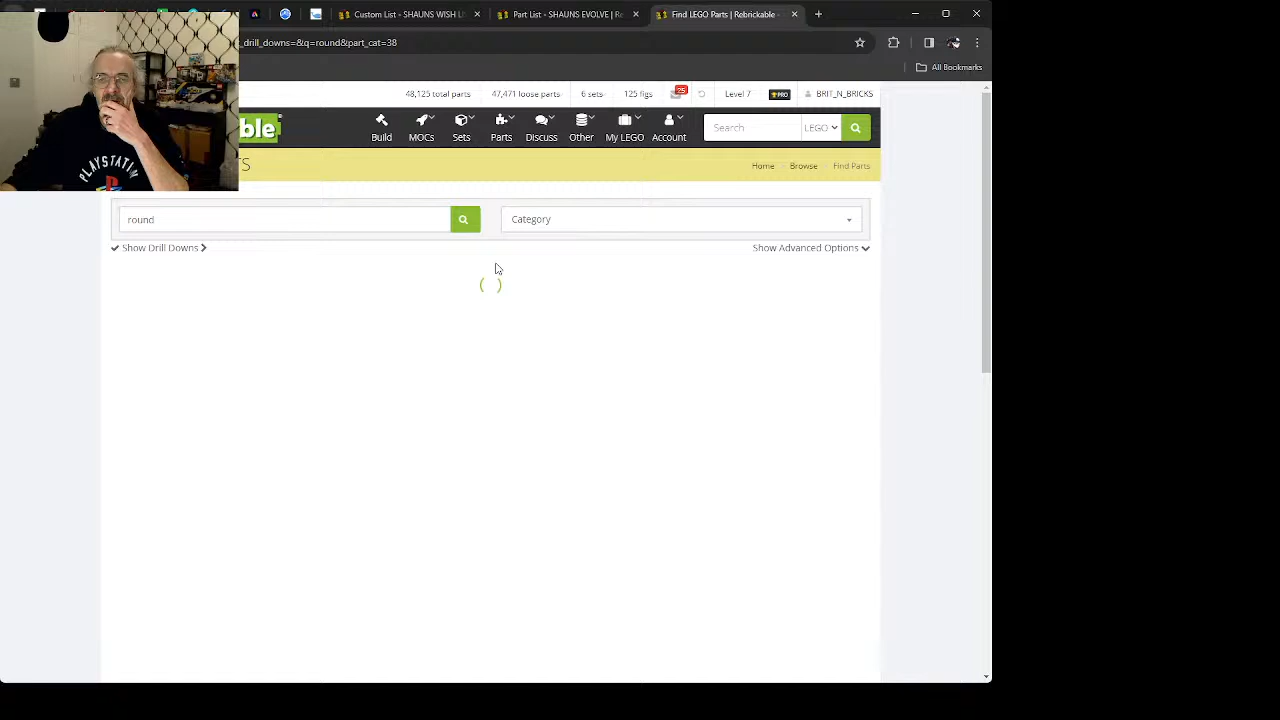 Custom List - SHAUNS WISH L
Part List - SHAUNS EVOLVE | Re
Find LEGO Parts | Rebrickable
_drill_downs=&q=round&part_cat=38
All Bookmarks
48,125 total parts
47,471 loose parts
6 sets
125 figs
25
Level 7
PRO
BRIT_N_BRICKS
ble
Build
MOCs
Sets
Parts
Discuss
Other
My LEGO
Account
Search
LEGO
TS
Home
Browse
Find Parts
round
Category
Show Drill Downs
Show Advanced Options
PLAYSTATION